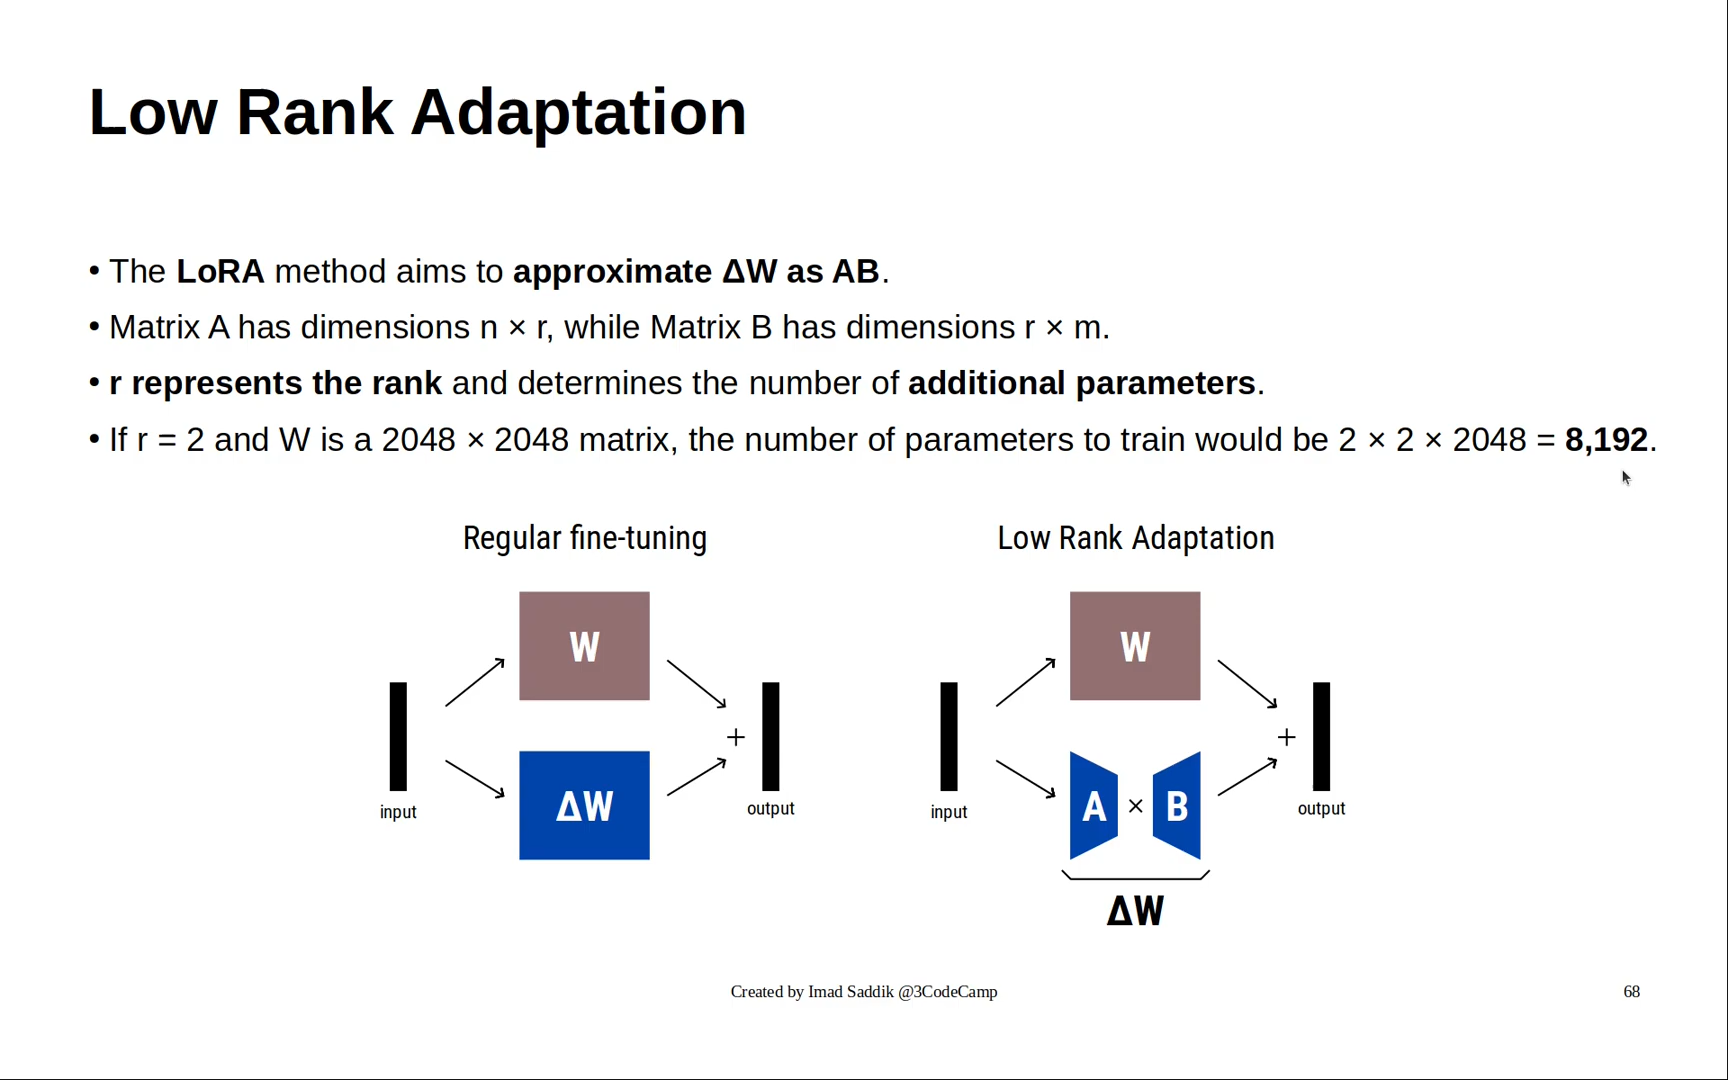 Low Rank Adaptation
• The LoRA method aims to approximate ΔW as AB.
• Matrix A has dimensions n × r, while Matrix B has dimensions r × m.
• r represents the rank and determines the number of additional parameters.
• If r = 2 and W is a 2048 × 2048 matrix, the number of parameters to train would be 2 × 2 × 2048 = 8,192.
Regular fine-tuning
W
+
ΔW
input
output
Low Rank Adaptation
W
+
A × B
input
output
ΔW
Created by Imad Saddik @3CodeCamp
68